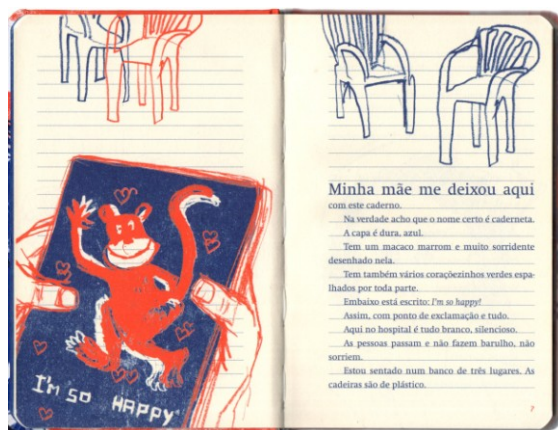 I'M SO HAPPY
Minha mãe me deixou aqui
com este caderno.
Na verdade acho que o nome certo é caderneta.
A capa é dura, azul.
Tem um macaco marrom e muito sorridente
desenhado nela.
Tem também vários coraçõezinhos verdes espa-
lhados por toda parte.
Embaixo está escrito: I'm so happy!
Assim, com ponto de exclamação e tudo.
Aqui no hospital é tudo branco, silencioso.
As pessoas passam e não fazem barulho, não
sorriem.
Estou sentado num banco de três lugares. As
cadeiras são de plástico.
7